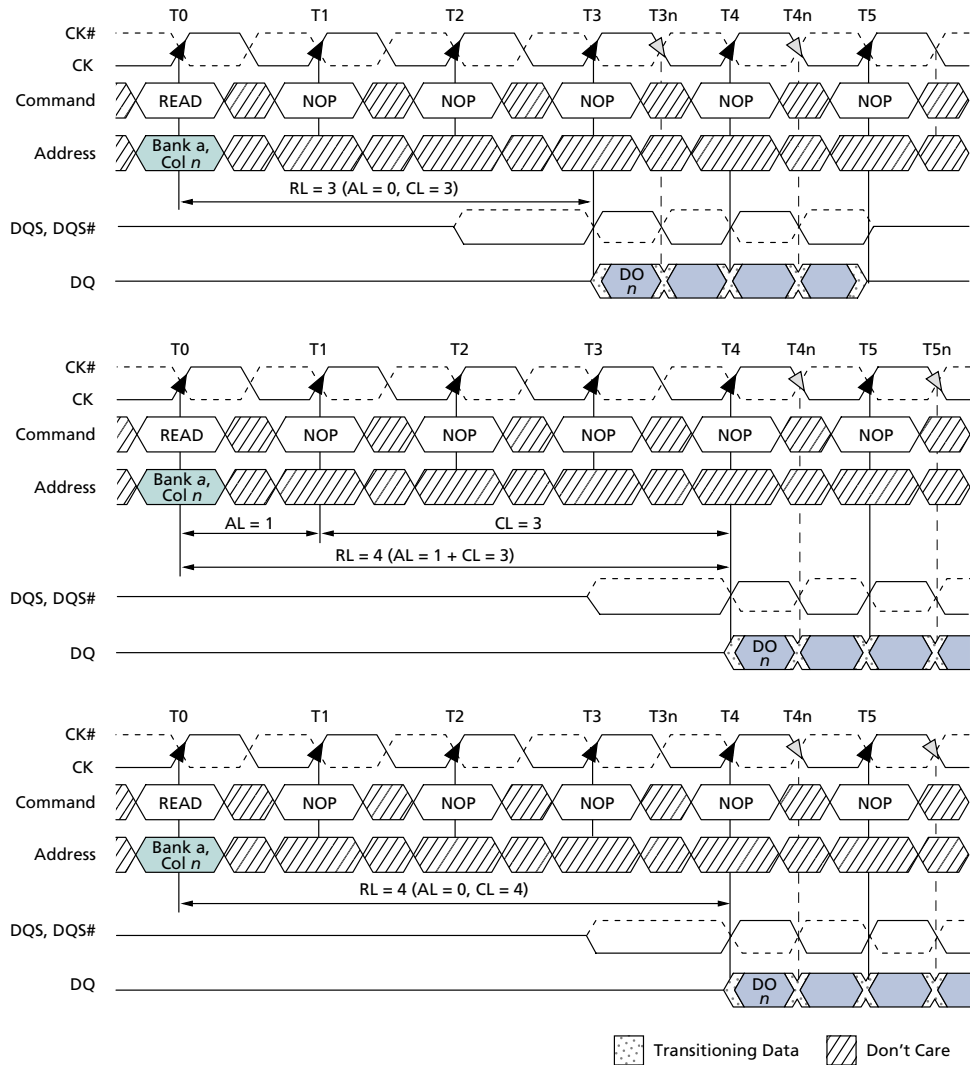 T0 T1 T2 T3 T3n T4 T4n T5
CK#
CK
Command READ NOP NOP NOP NOP NOP
Address Bank a,
Col n
RL = 3 (AL = 0, CL = 3)
DQS, DQS#
DQ DO
n
T0 T1 T2 T3 T4 T4n T5 T5n
CK#
CK
Command READ NOP NOP NOP NOP NOP
Address Bank a,
Col n
AL = 1 CL = 3
RL = 4 (AL = 1 + CL = 3)
DQS, DQS#
DQ DO
n
T0 T1 T2 T3 T3n T4 T4n T5
CK#
CK
Command READ NOP NOP NOP NOP NOP
Address Bank a,
Col n
RL = 4 (AL = 0, CL = 4)
DQS, DQS#
DQ DO
n
Transitioning Data Don’t Care